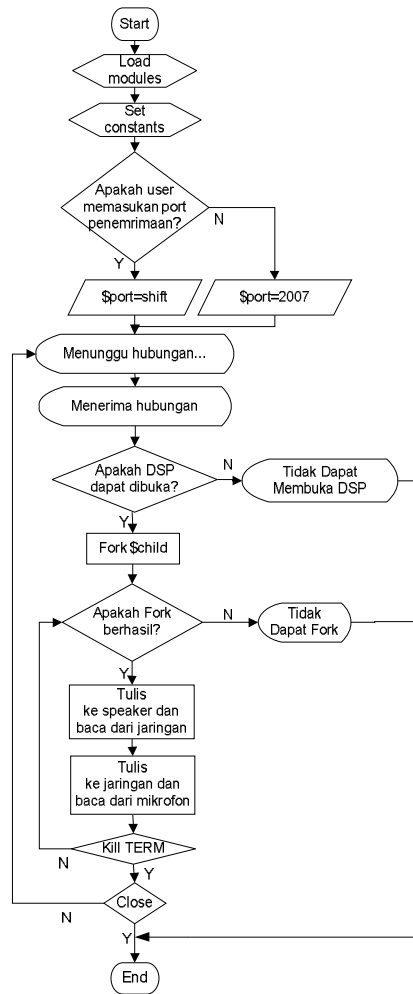 Start
Load
modules
Set
constants
Apakah user
memasukan port
penemrimaan?
N
Y
$port=shift
$port=2007
Menunggu hubungan...
Menerima hubungan
Apakah DSP
dapat dibuka?
N
Tidak Dapat
Membuka DSP
Y
Fork $child
Apakah Fork
berhasil?
N
Tidak
Dapat Fork
Y
Tulis
ke speaker dan
baca dari jaringan
Tulis
ke jaringan dan
baca dari mikrofon
Kill TERM
N
Y
Close
N
Y
End